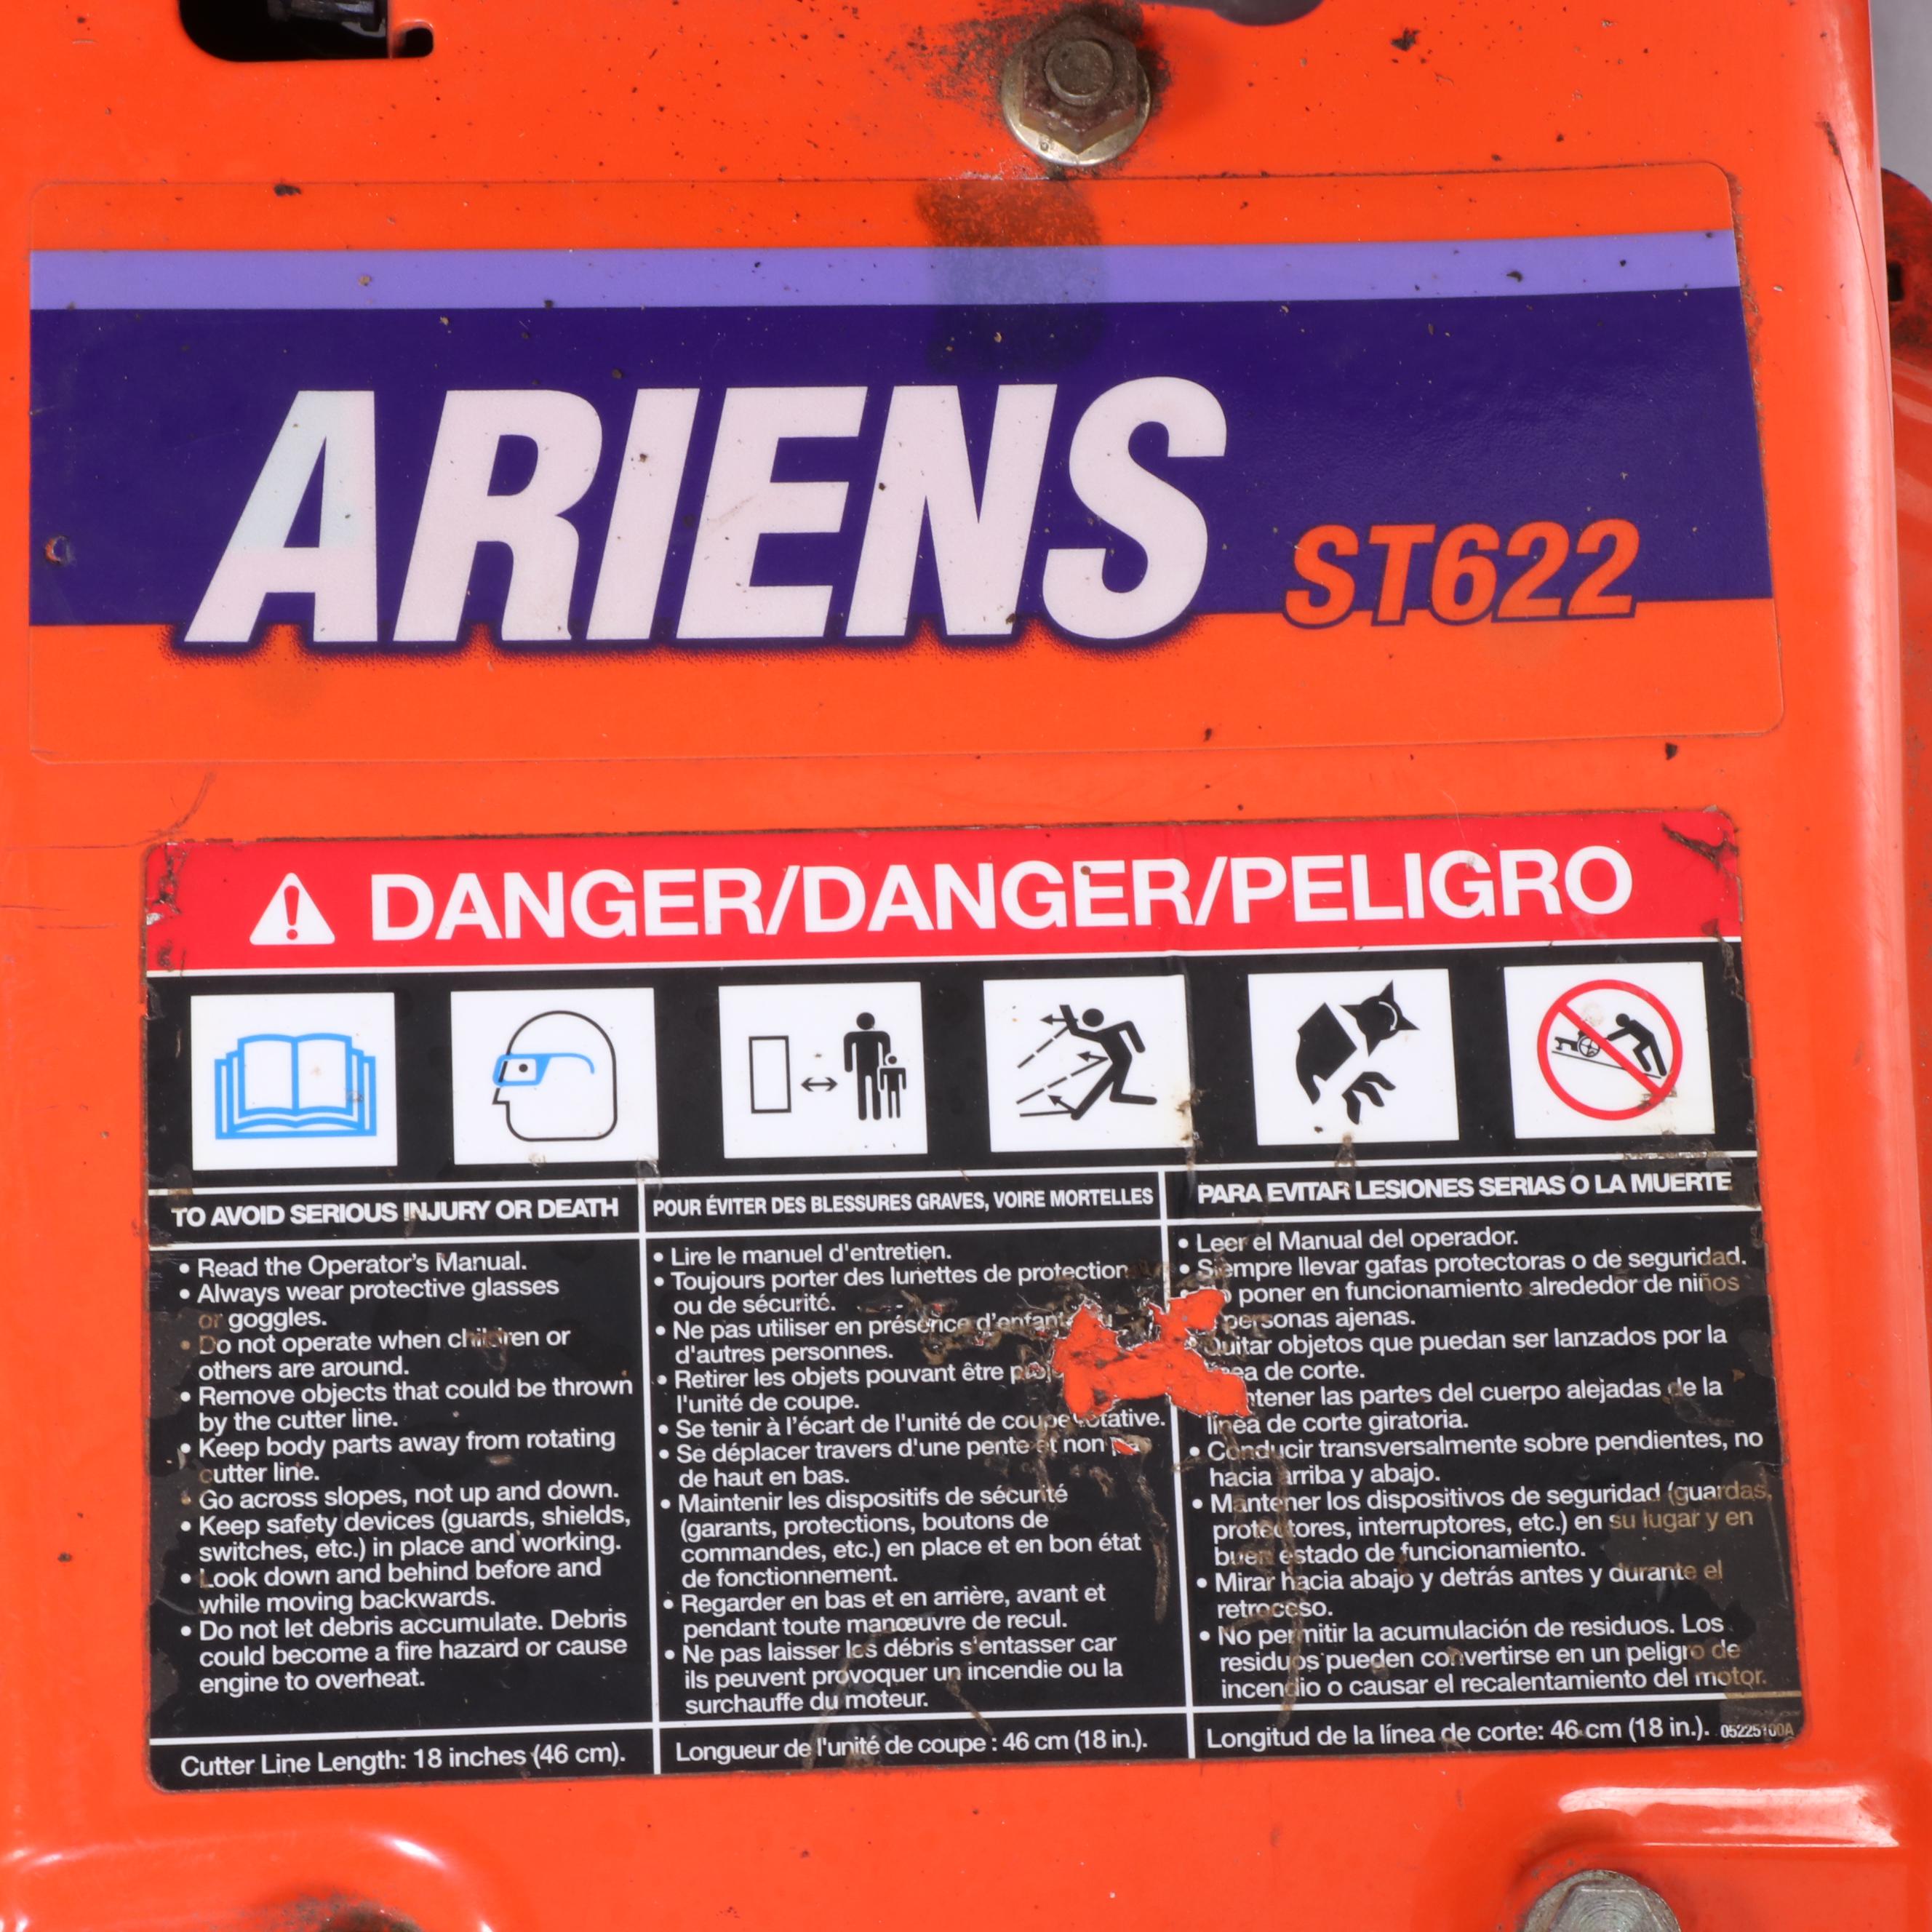 ARIENS ST622
DANGER/DANGER/PELIGRO
TO AVOID SERIOUS INJURY OR DEATH
• Read the Operator's Manual.
• Always wear protective glasses
or goggles.
• Do not operate when children or
others are around.
• Remove objects that could be thrown
by the cutter line.
• Keep body parts away from rotating
cutter line.
• Go across slopes, not up and down.
• Keep safety devices (guards, shields,
switches, etc.) in place and working.
• Look down and behind before and
while moving backwards.
• Do not let debris accumulate. Debris
could become a fire hazard or cause
engine to overheat.
Cutter Line Length: 18 inches (46 cm).
POUR ÉVITER DES BLESSURES GRAVES, VOIRE MORTELLES
• Lire le manuel d'entretien.
• Toujours porter des lunettes de protection
ou de sécurité.
• Ne pas utiliser en présence
d'autres personnes.
• Retirer les objets pouvant être
l'unité de coupe.
• Se tenir à l'écart de l'unité de coupe rotative.
• Se déplacer travers d'une pente et non
de haut en bas.
• Maintenir les dispositifs de sécurité
(garants, protections, boutons de
commandes, etc.) en place et en bon état
de fonctionnement.
• Regarder en bas et en arrière, avant et
pendant toute manœuvre de recul.
• Ne pas laisser les débris s'entasser car
ils peuvent provoquer un incendie ou la
surchauffe du moteur.
Longueur de l'unité de coupe : 46 cm (18 in.).
PARA EVITAR LESIONES SERIAS O LA MUERTE
• Leer el Manual del operador.
• Siempre llevar gafas protectoras o de seguridad.
poner en funcionamiento alrededor de niños
personas ajenas.
Quitar objetos que puedan ser lanzados por la
de corte.
las partes del cuerpo alejadas de la
línea de corte giratoria.
• Conducir transversalmente sobre pendientes, no
hacia arriba y abajo.
• Mantener los dispositivos de seguridad (guardas,
protectores, interruptores, etc.) en su lugar y en
buen estado de funcionamiento.
• Mirar hacia abajo y detrás antes y durante el
retroceso.
• No permitir la acumulación de residuos. Los
residuos pueden convertirse en un peligro de
incendio o causar el recalentamiento del motor.
Longitud de la línea de corte: 46 cm (18 in.). 05225100A